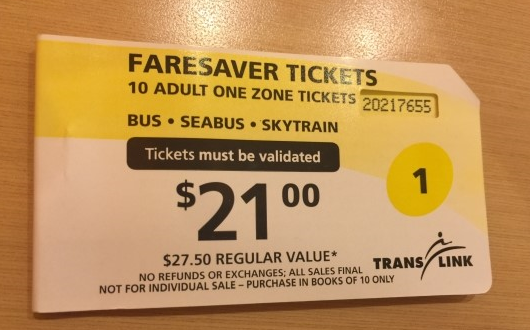 FARESAVER TICKETS
10 ADULT ONE ZONE TICKETS 20217655
BUS • SEABUS • SKYTRAIN
Tickets must be validated
$21 00
1
$27.50 REGULAR VALUE*
TRANS LINK
NO REFUNDS OR EXCHANGES; ALL SALES FINAL
NOT FOR INDIVIDUAL SALE – PURCHASE IN BOOKS OF 10 ONLY